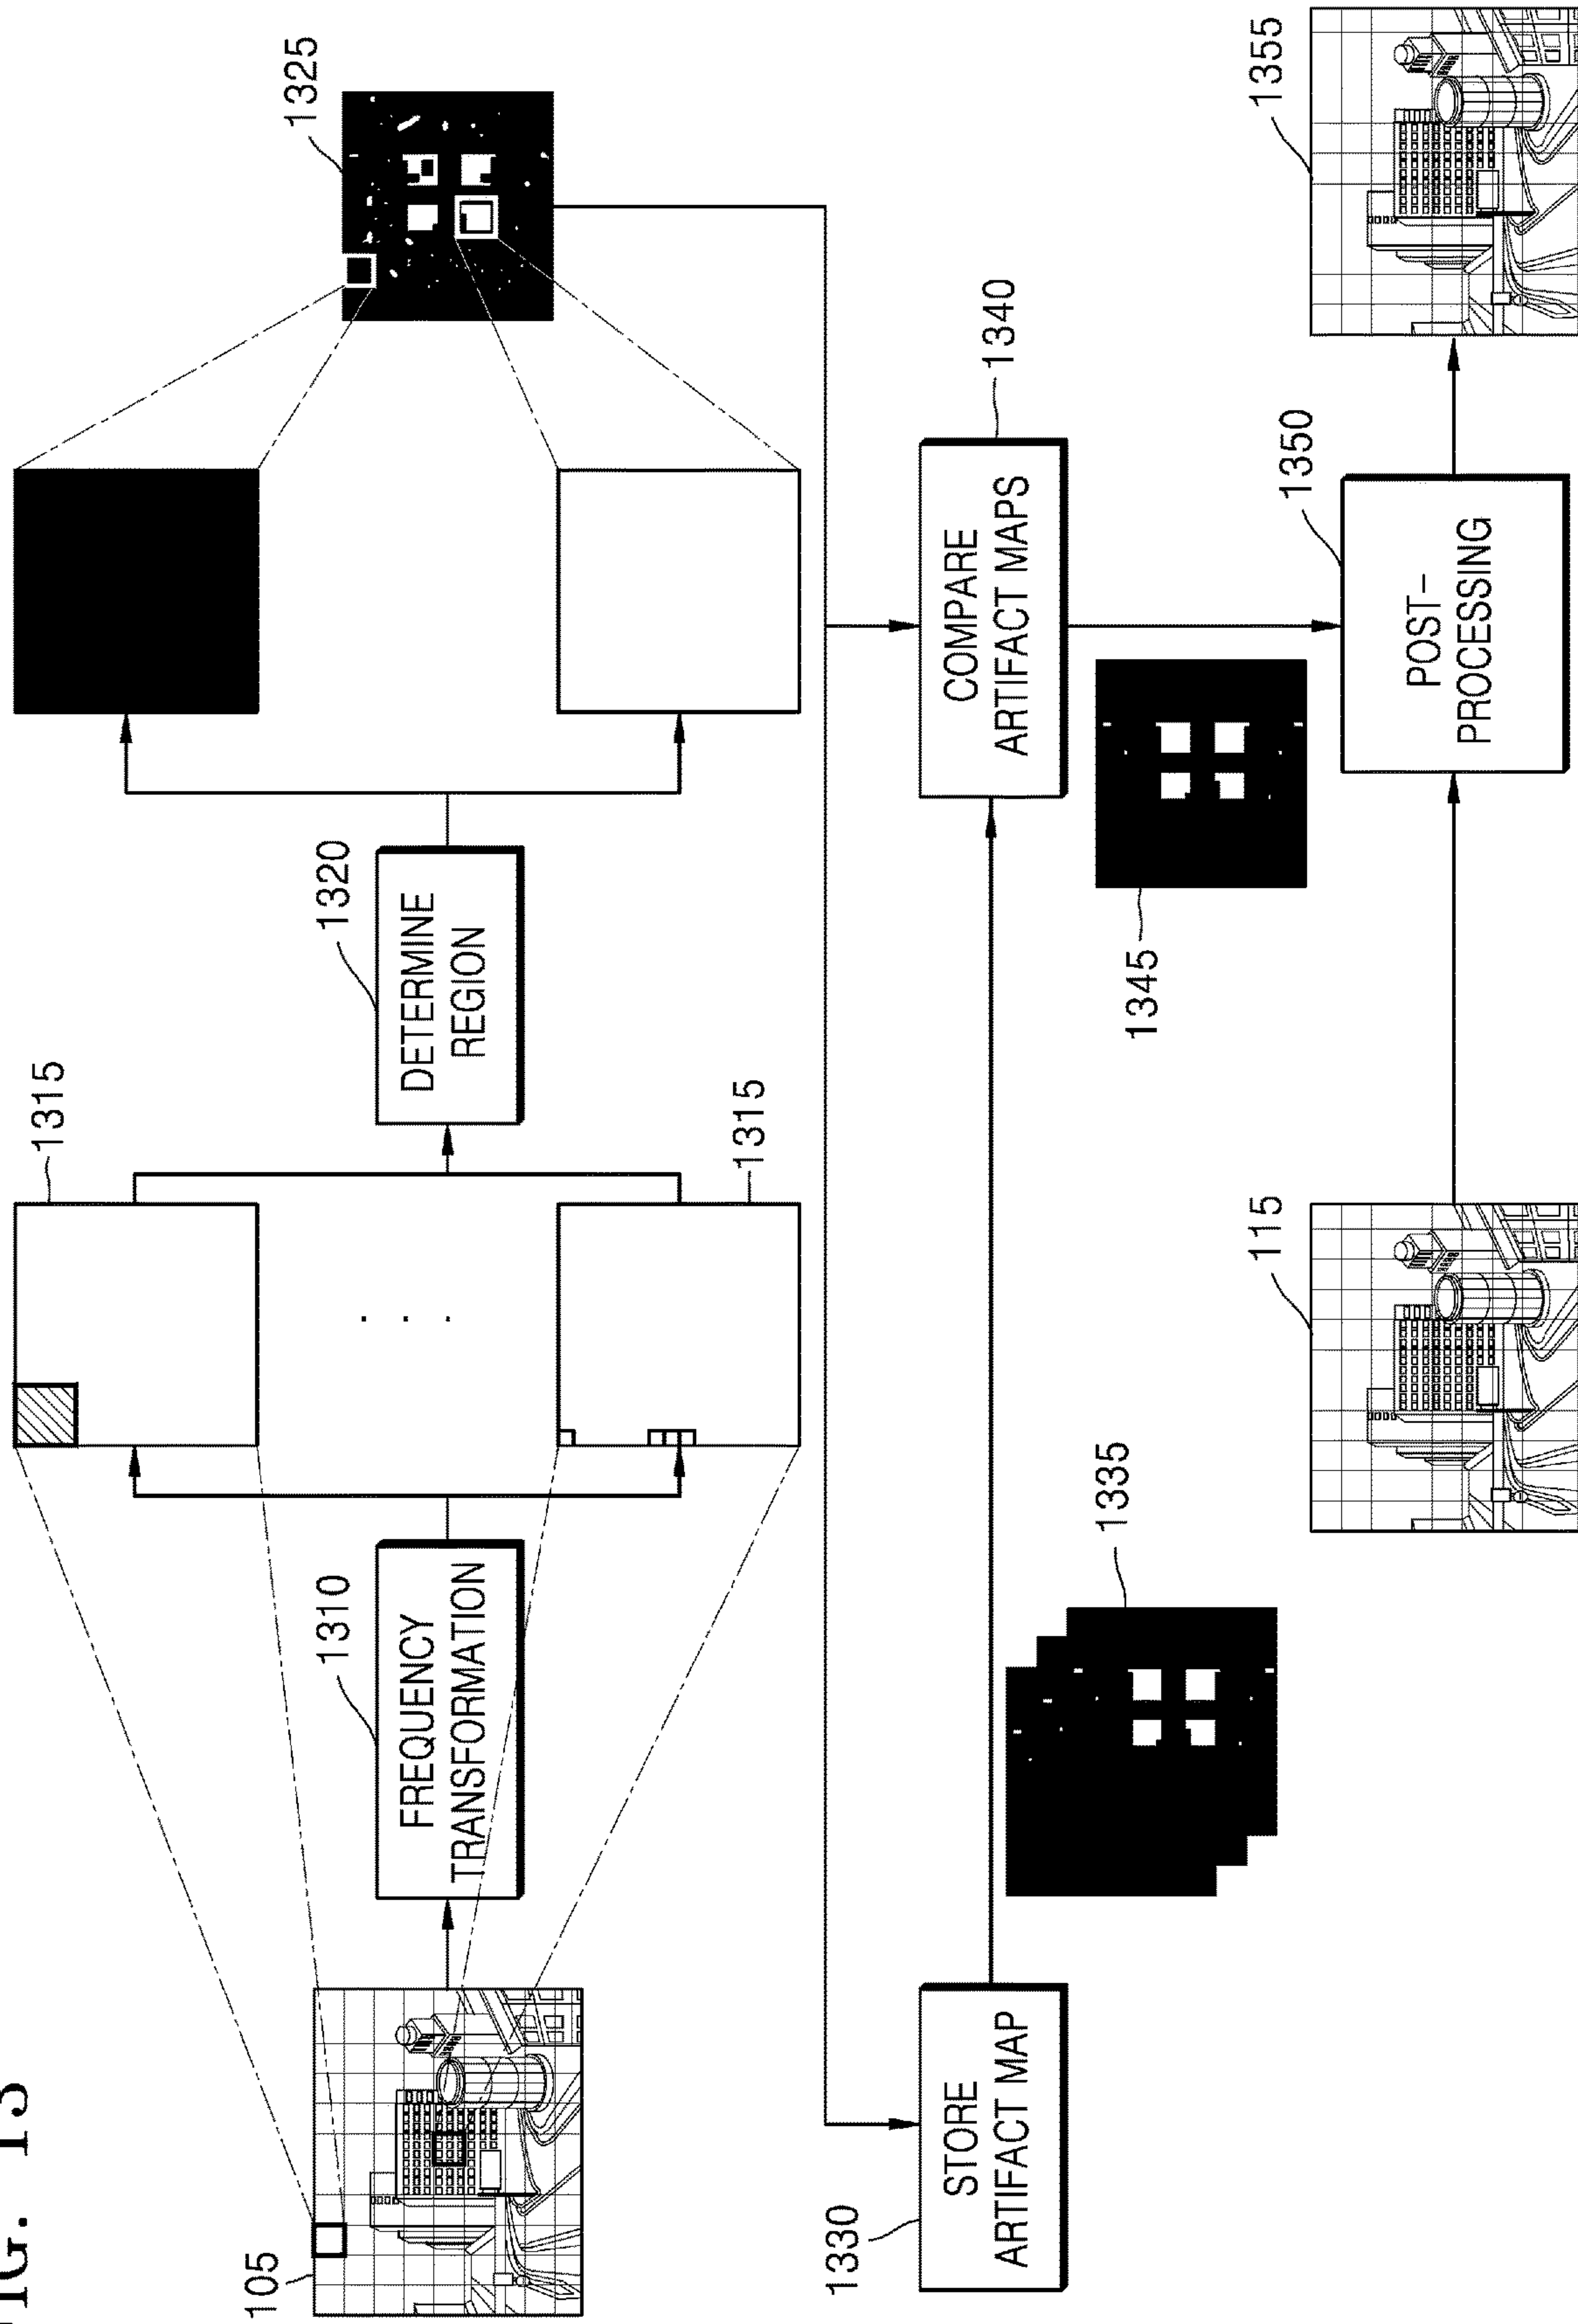 FIG. 13
105
1310
FREQUENCY
TRANSFORMATION
1315
1315
1320
DETERMINE
REGION
1325
1330
STORE
ARTIFACT MAP
1335
1340
COMPARE
ARTIFACT MAPS
1345
115
1350
POST-
PROCESSING
1355